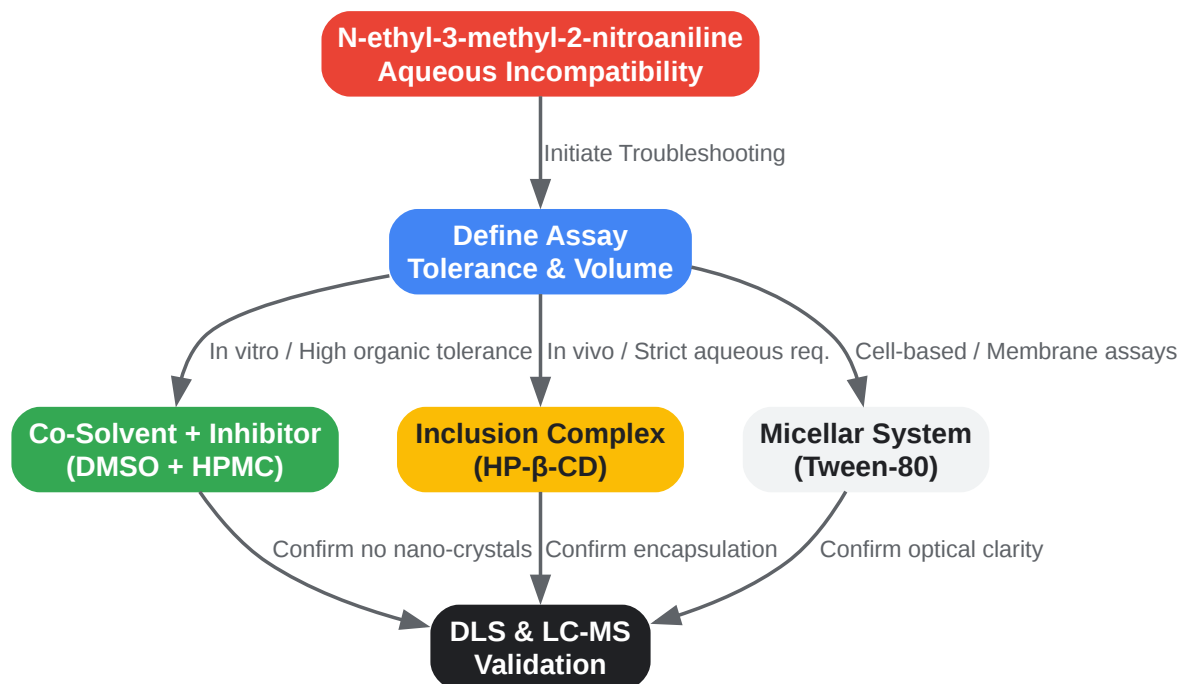 N-ethyl-3-methyl-2-nitroaniline
Aqueous Incompatibility
Initiate Troubleshooting
Define Assay
Tolerance & Volume
In vitro / High organic tolerance
In vivo / Strict aqueous req.
Cell-based / Membrane assays
Co-Solvent + Inhibitor
(DMSO + HPMC)
Inclusion Complex
(HP-β-CD)
Micellar System
(Tween-80)
Confirm no nano-crystals
Confirm encapsulation
Confirm optical clarity
DLS & LC-MS
Validation